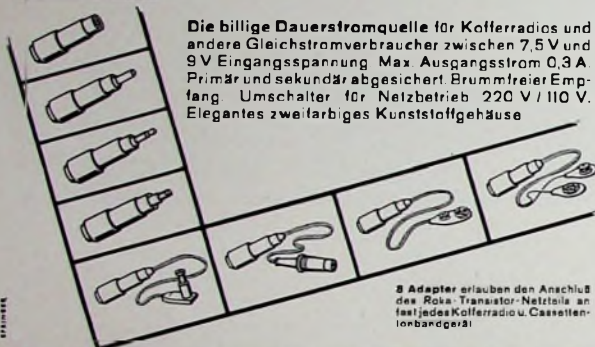 Die billige Dauerstromquelle für Kofferradios und
andere Gleichstromverbraucher zwischen 7,5 V und
9 V Eingangsspannung. Max. Ausgangsstrom 0,3 A.
Primär und sekundär abgesichert. Brummfreier Emp-
fang. Umschalter für Netzbetrieb 220 V / 110 V.
Elegantes zweifarbiges Kunststoffgehäuse
8 Adapter erlauben den Anschluß
des Roka-Transistor-Netzteils an
fast jedes Kofferradio u. Cassetten-
tonbandgerät
SPRINGER